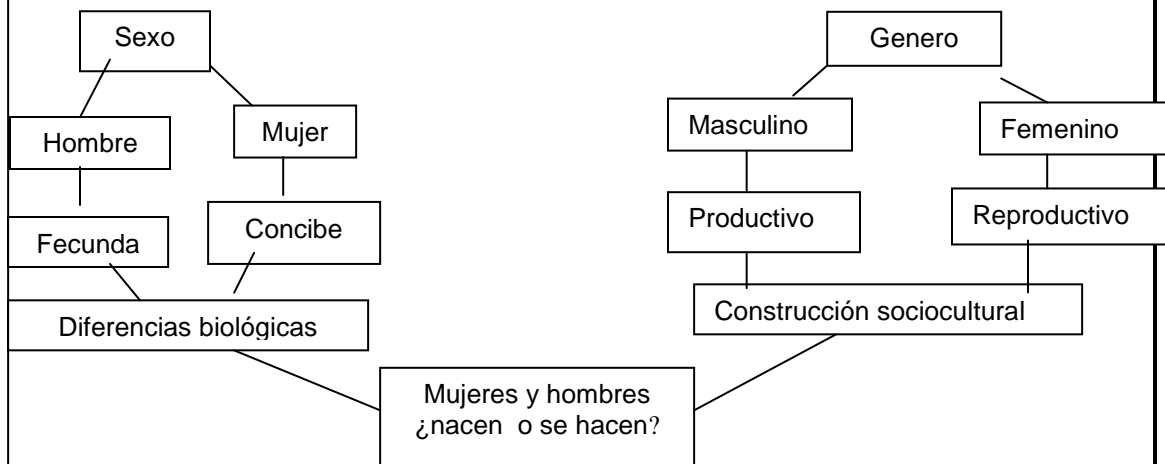 Sexo
Genero
Hombre
Mujer
Masculino
Femenino
Fecunda
Concibe
Productivo
Reproductivo
Diferencias biológicas
Construcción sociocultural
Mujeres y hombres
¿nacen o se hacen?